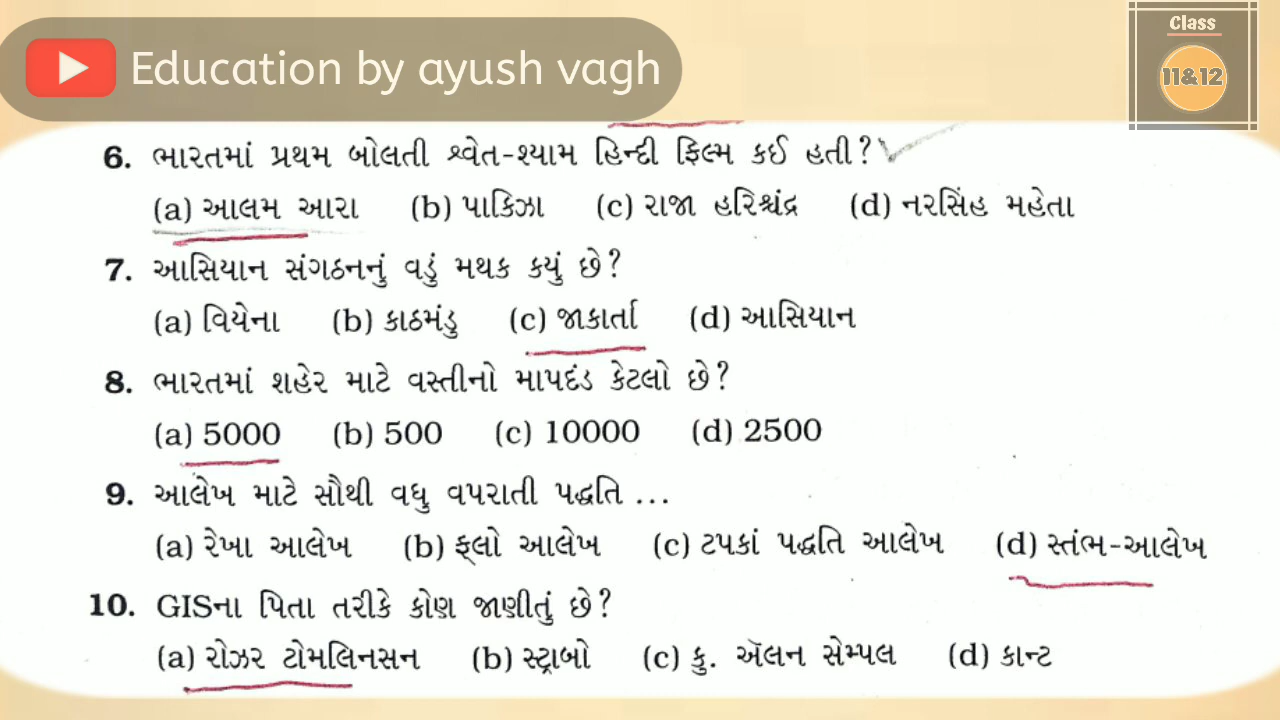 Education by ayush vagh
Class
11&12
6. ભારતમાં પ્રથમ બોલતી શ્વેત-શ્યામ હિન્દી ફિલ્મ કઈ હતી?
(a) આલમ આરા (b) પાકિઝા (c) રાજા હરિશ્ચંદ્ર (d) નરસિંહ મહેતા
7. આસિયાન સંગઠનનું વડું મથક કયું છે?
(a) વિયેના (b) કાઠમંડુ (c) જાકાર્તા (d) આસિયાન
8. ભારતમાં શહેર માટે વસ્તીનો માપદંડ કેટલો છે?
(a) 5000 (b) 500 (c) 10000 (d) 2500
9. આલેખ માટે સૌથી વધુ વપરાતી પદ્ધતિ ...
(a) રેખા આલેખ (b) ફ્લો આલેખ (c) ટપકાં પદ્ધતિ આલેખ (d) સ્તંભ-આલેખ
10. GISના પિતા તરીકે કોણ જાણીતું છે?
(a) રોઝર ટોમલિનસન (b) સ્ટ્રાબો (c) કુ. ઍલન સેમ્પલ (d) કાન્ટ